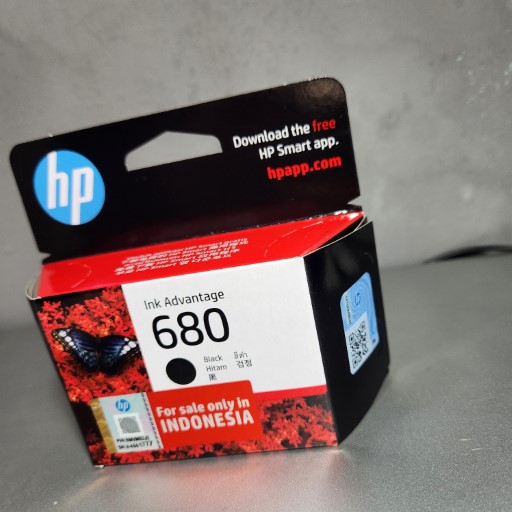 hp
Download the free
HP Smart app.
hpapp.com
Ink Advantage
680
Black
Hitam
黑
สีดำ
검정
hp
For sale only in
INDONESIA